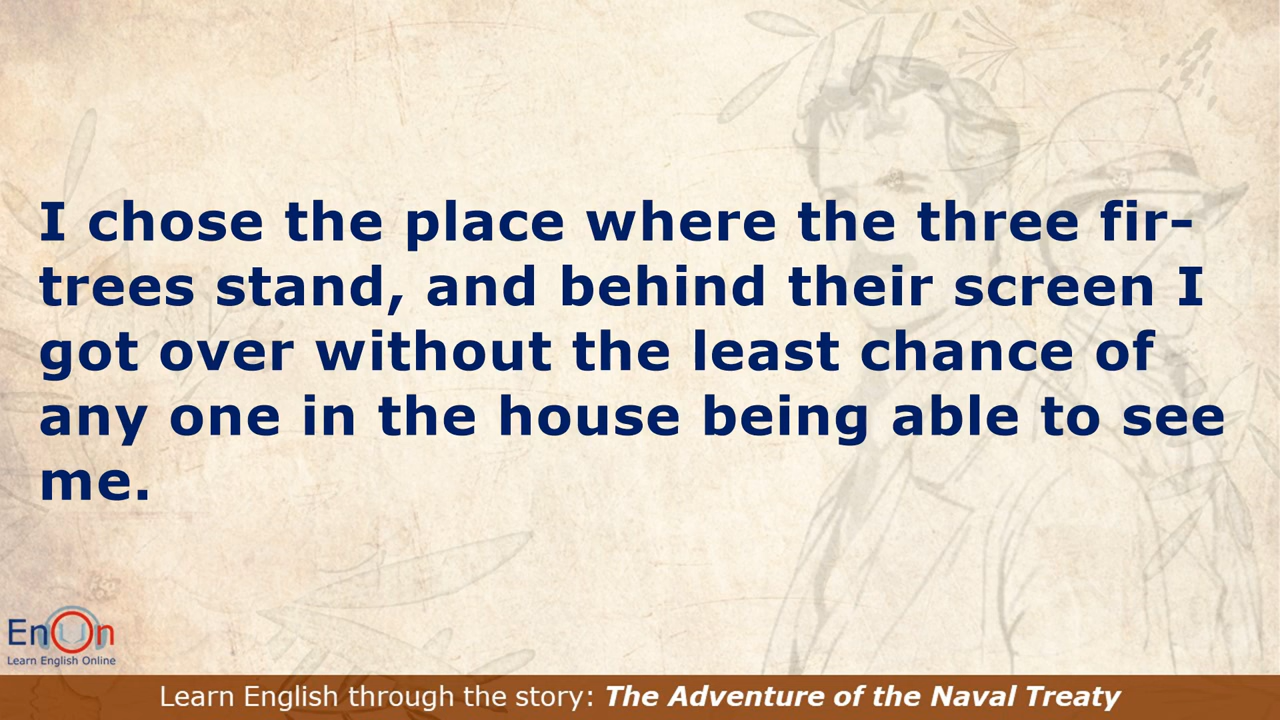 I chose the place where the three fir-
trees stand, and behind their screen I
got over without the least chance of
any one in the house being able to see
me.
EnOn
Learn English Online
Learn English through the story: The Adventure of the Naval Treaty